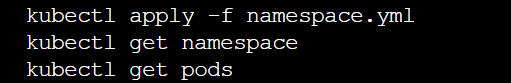 kubectl apply -f namespace.yml
kubectl get namespace
kubectl get pods